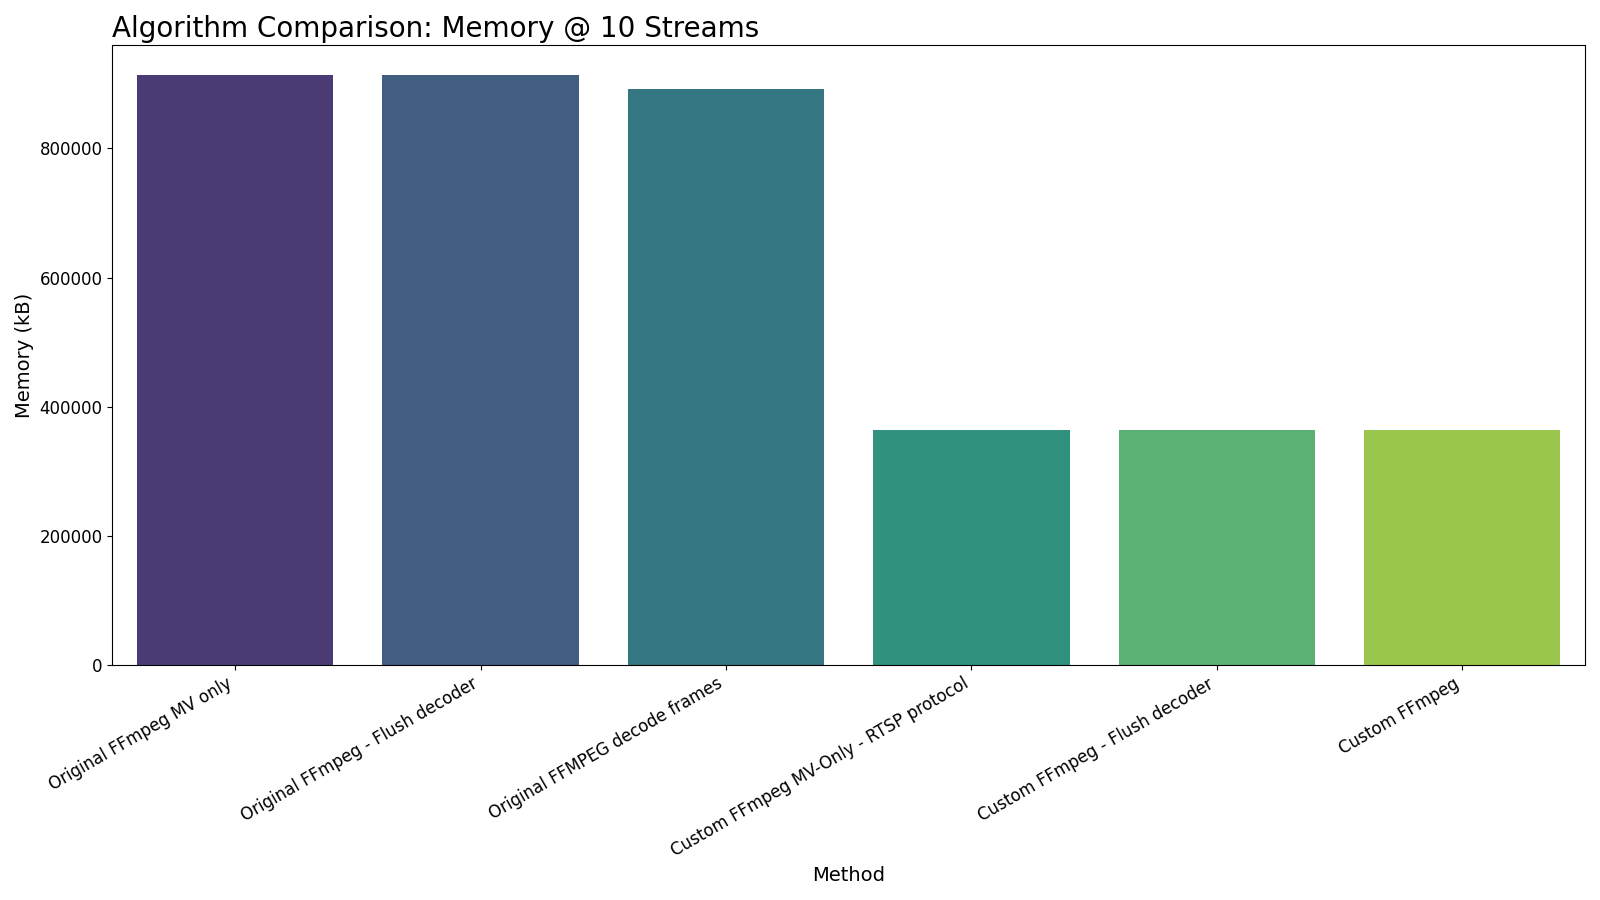 Algorithm Comparison: Memory @ 10 Streams
Memory (kB)
800000
600000
400000
200000
0
Original FFmpeg MV only
Original FFmpeg - Flush decoder
Original FFMPEG decode frames
Custom FFmpeg MV-Only - RTSP protocol
Custom FFmpeg - Flush decoder
Custom FFmpeg
Method